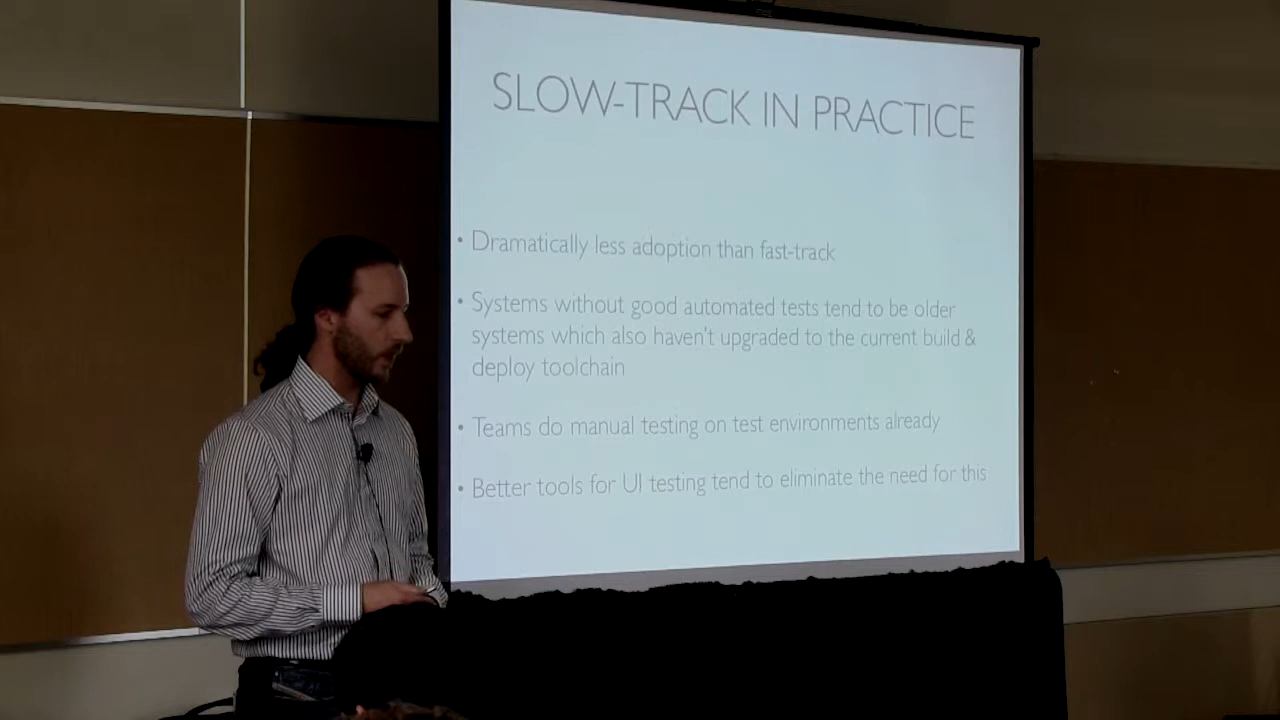 SLOW-TRACK IN PRACTICE
• Dramatically less adoption than fast-track
• Systems without good automated tests tend to be older
systems which also haven't upgraded to the current build &
deploy toolchain
• Teams do manual testing on test environments already
• Better tools for UI testing tend to eliminate the need for this